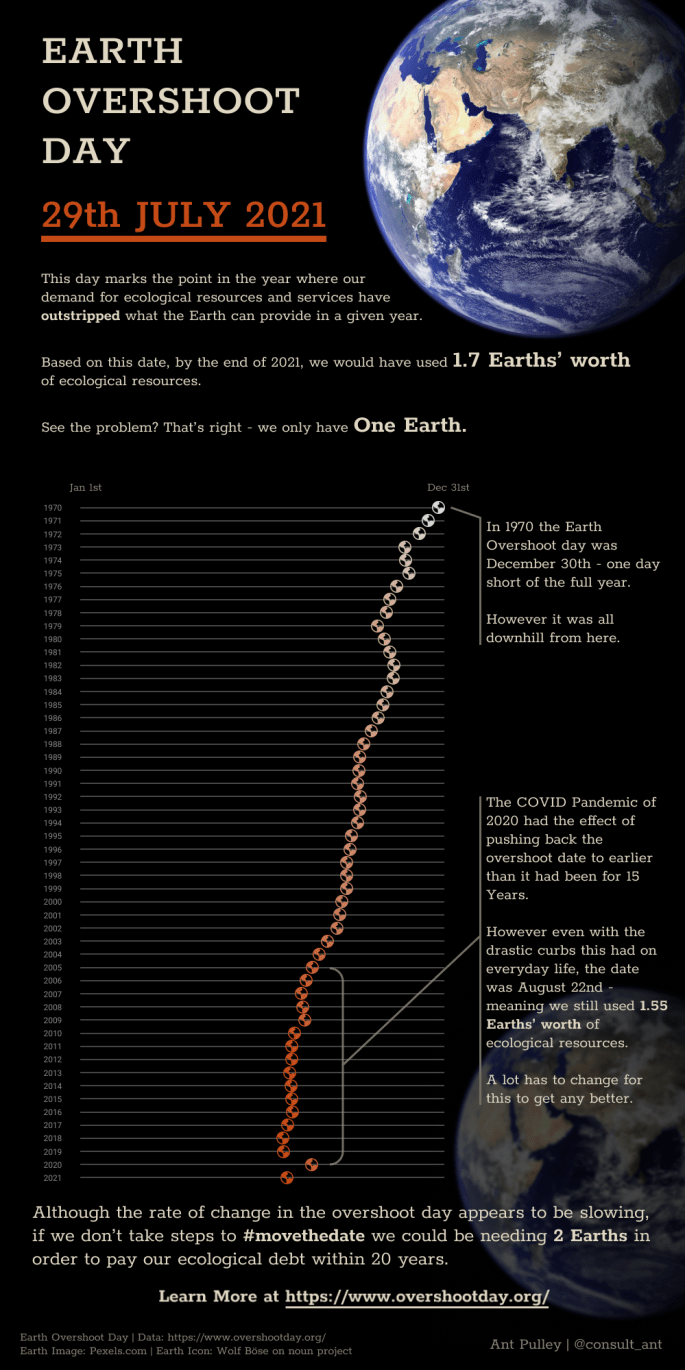 EARTH
OVERSHOOT
DAY
29th JULY 2021
This day marks the point in the year where our
demand for ecological resources and services have
outstripped what the Earth can provide in a given year.
Based on this date, by the end of 2021, we would have used 1.7 Earths' worth
of ecological resources.
See the problem? That's right - we only have One Earth.
Jan 1st
Dec 31st
1970
1971
1972
1973
1974
1975
1976
1977
1978
1979
1980
1981
1982
1983
1984
1985
1986
1987
1988
1989
1990
1991
1992
1993
1994
1995
1996
1997
1998
1999
2000
2001
2002
2003
2004
2005
2006
2007
2008
2009
2010
2011
2012
2013
2014
2015
2016
2017
2018
2019
2020
2021
In 1970 the Earth
Overshoot day was
December 30th - one day
short of the full year.
However it was all
downhill from here.
The COVID Pandemic of
2020 had the effect of
pushing back the
overshoot date to earlier
than it had been for 15
Years.
However even with the
drastic curbs this had on
everyday life, the date
was August 22nd -
meaning we still used 1.55
Earths' worth of
ecological resources.
A lot has to change for
this to get any better.
Although the rate of change in the overshoot day appears to be slowing,
if we don't take steps to #movethedate we could be needing 2 Earths in
order to pay our ecological debt within 20 years.
Learn More at https://www.overshootday.org/
Earth Overshoot Day | Data: https://www.overshootday.org/
Earth Image: Pexels.com | Earth Icon: Wolf Böse on noun project
Ant Pulley | @consult_ant